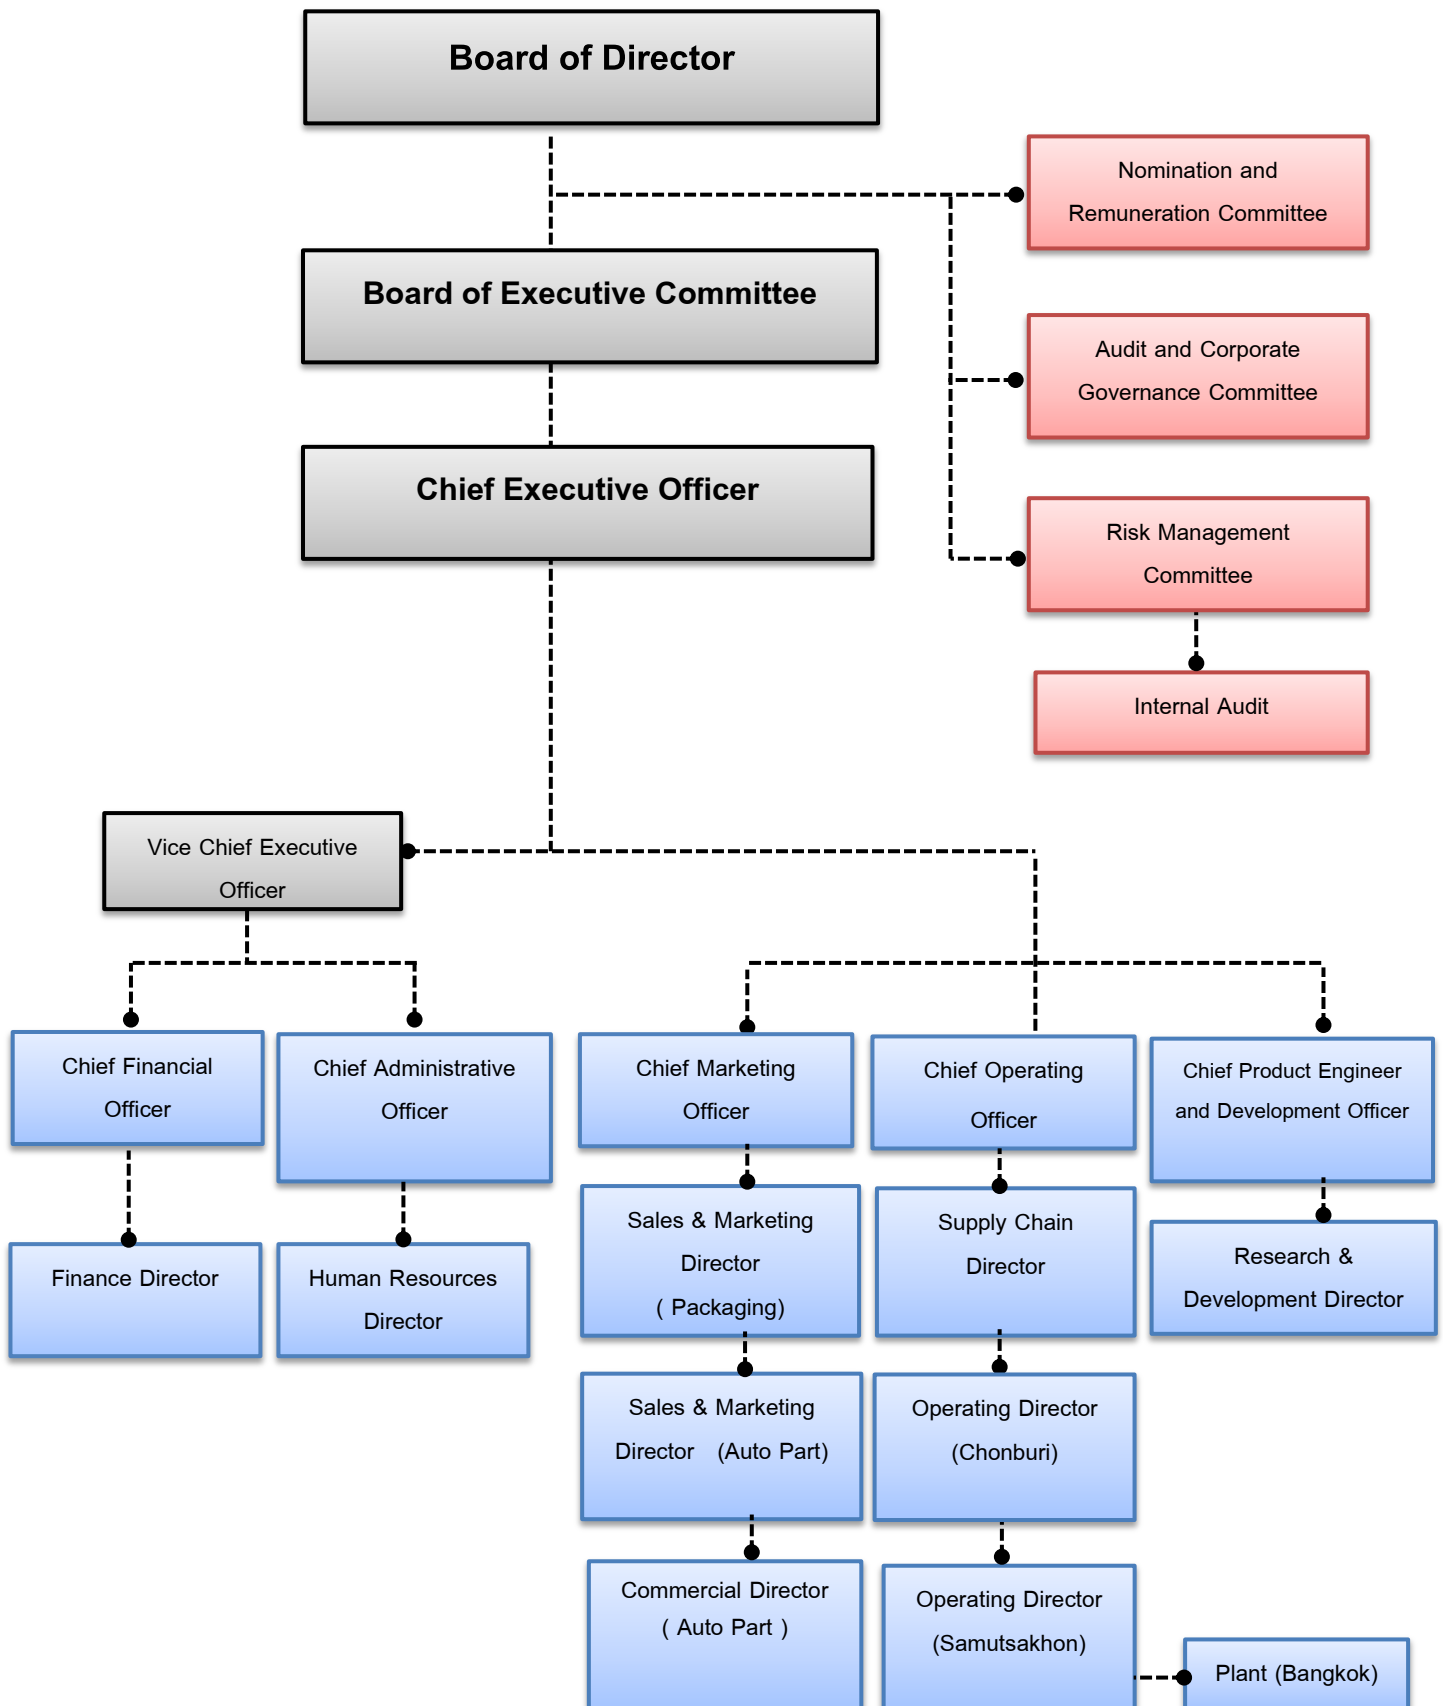 Board of Director
Nomination and
Remuneration Committee
Board of Executive Committee
Audit and Corporate
Governance Committee
Chief Executive Officer
Risk Management
Committee
Internal Audit
Vice Chief Executive
Officer
Chief Financial
Officer
Chief Administrative
Officer
Chief Marketing
Officer
Chief Operating
Officer
Chief Product Engineer
and Development Officer
Finance Director
Human Resources
Director
Sales & Marketing
Director
( Packaging)
Supply Chain
Director
Research &
Development Director
Sales & Marketing
Director (Auto Part)
Operating Director
(Chonburi)
Commercial Director
( Auto Part )
Operating Director
(Samutsakhon)
Plant (Bangkok)